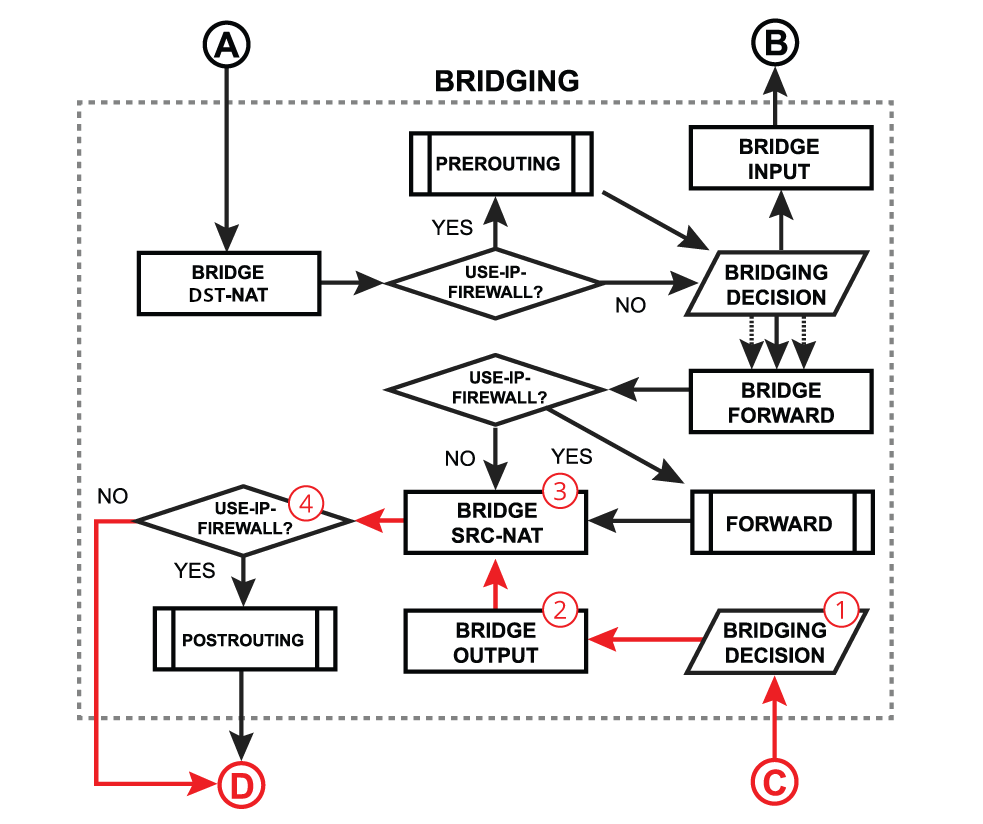 A
B
BRIDGING
PREROUTING
BRIDGE
INPUT
YES
BRIDGE
DST-NAT
USE-IP-
FIREWALL?
NO
BRIDGING
DECISION
USE-IP-
FIREWALL?
BRIDGE
FORWARD
NO
YES
NO
USE-IP-
FIREWALL?
4
BRIDGE
SRC-NAT
3
FORWARD
YES
POSTROUTING
BRIDGE
OUTPUT
2
BRIDGING
DECISION
1
D
C